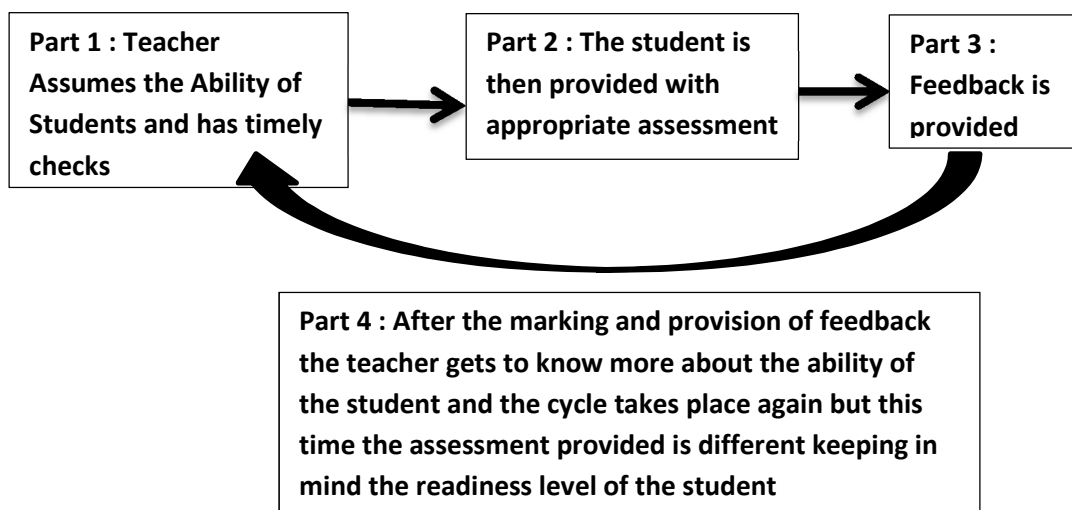 Part 1 : Teacher
Assumes the Ability of
Students and has timely
checks
Part 2 : The student is
then provided with
appropriate assessment
Part 3 :
Feedback is
provided
Part 4 : After the marking and provision of feedback
the teacher gets to know more about the ability of
the student and the cycle takes place again but this
time the assessment provided is different keeping in
mind the readiness level of the student